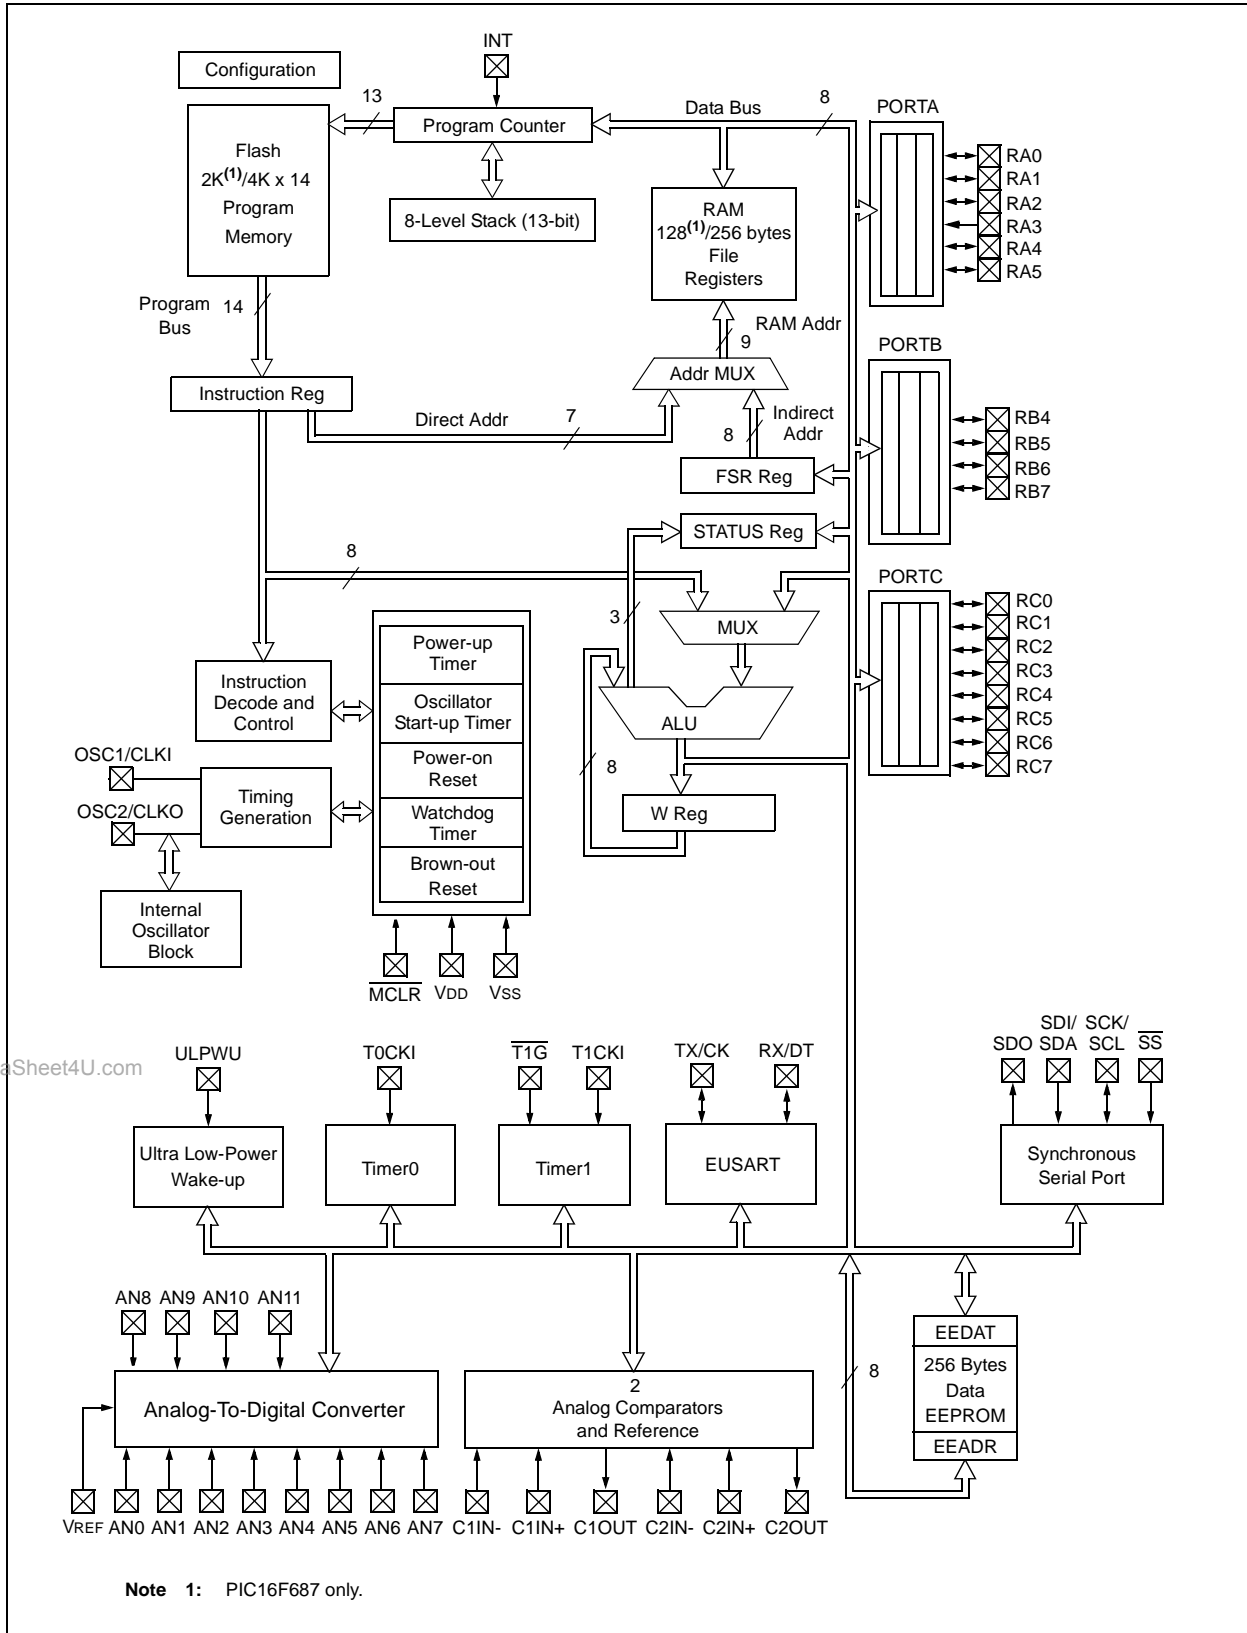 INT
Configuration
13
Data Bus
8
PORTA
Program Counter
Flash
2K(1)/4K x 14
Program
Memory
8-Level Stack (13-bit)
RAM
128(1)/256 bytes
File
Registers
RA0
RA1
RA2
RA3
RA4
RA5
Program
Bus
14
RAM Addr
9
PORTB
Addr MUX
Instruction Reg
Direct Addr
7
8
Indirect
Addr
FSR Reg
RB4
RB5
RB6
RB7
STATUS Reg
8
PORTC
3
MUX
RC0
RC1
RC2
RC3
RC4
RC5
RC6
RC7
Power-up
Timer
Instruction
Decode and
Control
Oscillator
Start-up Timer
ALU
OSC1/CLKI
Power-on
Reset
8
OSC2/CLKO
Timing
Generation
Watchdog
Timer
W Reg
Brown-out
Reset
Internal
Oscillator
Block
MCLR
VDD
VSS
aSheet4U.com
ULPWU
T0CKI
T1G
T1CKI
TX/CK
RX/DT
SDO
SDI/
SDA
SCK/
SCL
SS
Ultra Low-Power
Wake-up
Timer0
Timer1
EUSART
Synchronous
Serial Port
AN8
AN9
AN10
AN11
EEDAT
256 Bytes
Data
EEPROM
EEADR
8
Analog-To-Digital Converter
2
Analog Comparators
and Reference
VREF
AN0
AN1
AN2
AN3
AN4
AN5
AN6
AN7
C1IN-
C1IN+
C1OUT
C2IN-
C2IN+
C2OUT
Note 1: PIC16F687 only.